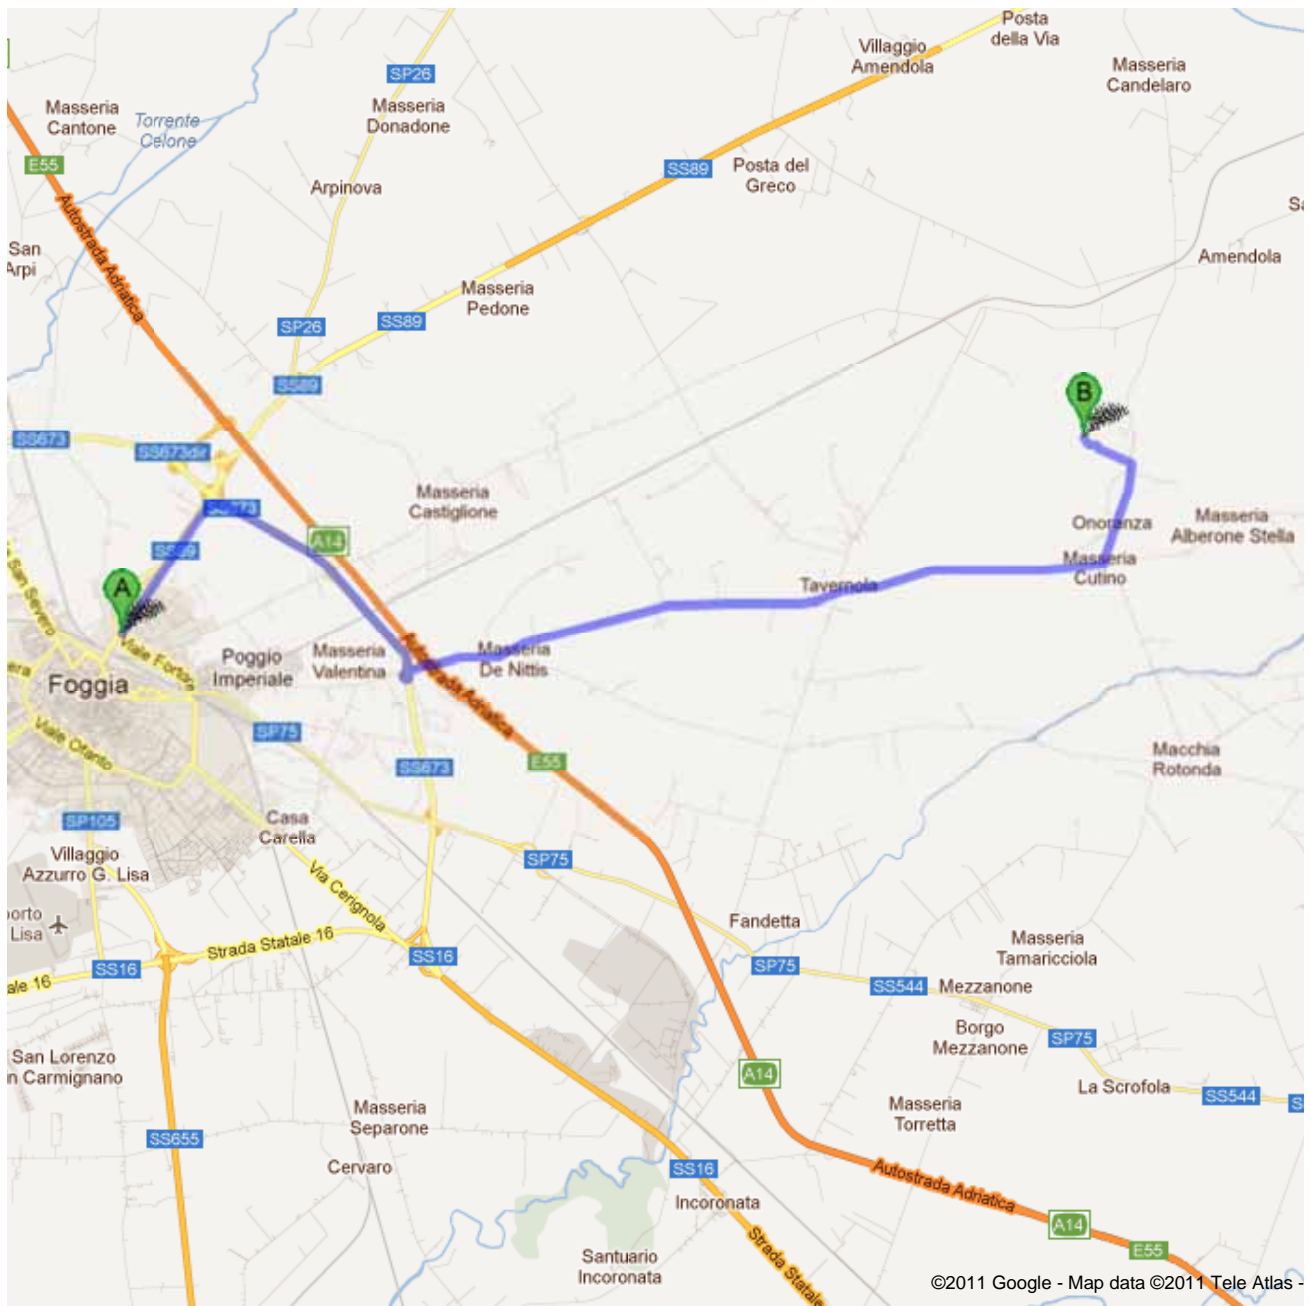 Posta
della Via
Villaggio
Amendola
Masseria
Candelaro
SP26
Masseria
Cantone
Masseria
Donadone
Torrente
Celone
E55
SS89
Posta del
Greco
Arpinova
Autostrada Adriatica
Sa
San
Arpi
Amendola
Masseria
Pedone
SP26
SS89
SS89
B
SS673
SS673dir
Masseria
Castiglione
SS673
A14
Onoranza
Masseria
Alberone Stella
SS89
Masseria
Cutino
A
Tavernola
San Severo
Viale Fortore
Poggio
Imperiale
Masseria
Valentina
Masseria
De Nittis
Autostrada Adriatica
era
Foggia
Viale Ofanto
SP75
E55
SS673
Macchia
Rotonda
SP105
Casa
Carella
Villaggio
Azzurro G. Lisa
SP75
Via Cerignola
porto
Lisa
Fandetta
Strada Statale 16
SS16
SS16
Masseria
Tamaricciola
SP75
ale 16
SS544
Mezzanone
Borgo
Mezzanone
SP75
San Lorenzo
n Carmignano
A14
La Scrofola
SS544
S
Masseria
Separone
Masseria
Torretta
SS655
Cervaro
SS16
Autostrada Adriatica
Incoronata
A14
E55
Strada Statale
Santuario
Incoronata
©2011 Google - Map data ©2011 Tele Atlas -